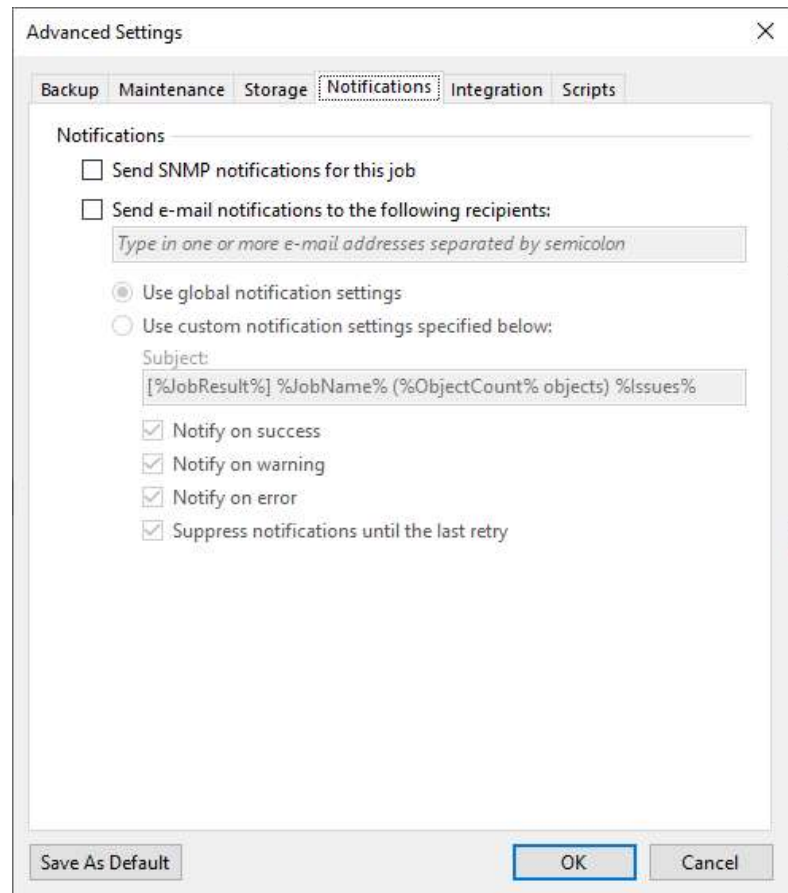 Advanced Settings
Backup Maintenance Storage Notifications Integration Scripts
Notifications
Send SNMP notifications for this job
Send e-mail notifications to the following recipients:
Type in one or more e-mail addresses separated by semicolon
Use global notification settings
Use custom notification settings specified below:
Subject:
[%JobResult%] %JobName% (%ObjectCount% objects) %Issues%
Notify on success
Notify on warning
Notify on error
Suppress notifications until the last retry
Save As Default OK Cancel